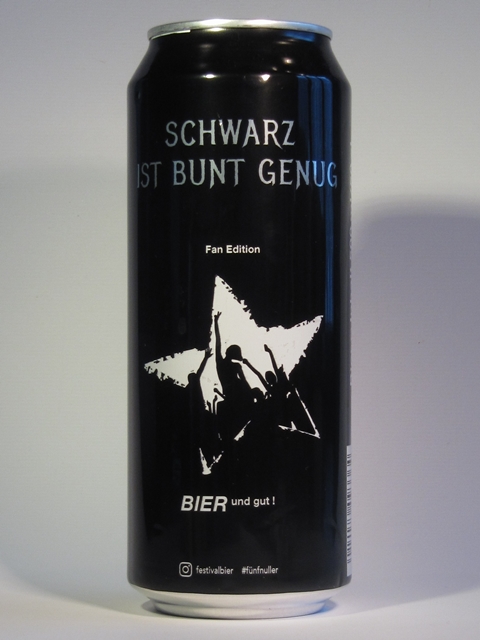 SCHWARZ
IST BUNT GENUG
Fan Edition
BIER und gut !
festivalbier #fünfnuller